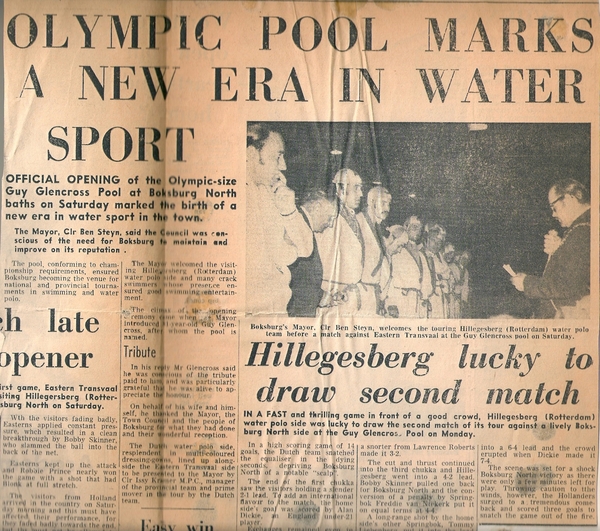 OLYMPIC POOL MARKS
A NEW ERA IN WATER
SPORT
OFFICIAL OPENING of the Olympic-size
Guy Glencross Pool at Boksburg North
baths on Saturday marked the birth of a
new era in water sport in the town.
The Mayor, Clr Ben Steyn, said the Council was con-
scious of the need for Boksburg to maintain and
improve on its reputation.
The pool, conforming to cham-
pionship requirements, ensured
Boksburg becoming the venue for
national and provincial tourna-
ments in swimming and water
polo.
ch late
opener
irst game, Eastern Transvaal
siting Hillegersberg (Rotter-
sburg North on Saturday.
With the visitors fading badly,
Easterns applied constant pres-
sure, which resulted in a clean
breakthrough by Bobby Skinner,
who slammed the ball into the
back of the net.
Easterns kept up the attack
and Rabaie Prince nearly won
the game with a shot that had
Blonk at full stretch.
The visitors from Holland
arrived in the country on Satur-
day morning and this must have
affected their performance, for
they faded badly towards the end
The Mayor welcomed the visit-
ing Hillegesberg (Rotterdam)
water polo side and many crack
swimmers whose presence en-
sured good swimming entertain-
ment.
The climax of the opening
ceremony came when the Mayor
introduced 11 year-old Guy Glen-
cross, after whom the pool is
named.
Tribute
In his reply Mr Glencross said
he was conscious of the tribute
paid to him and was particularly
grateful that he was alive to ap-
preciate the honour.
On behalf of his wife and him-
self, he thanked the Mayor, the
Town Council and the people of
Boksburg for what they had done
and their wonderful reception.
The Dutch water polo side,
resplendent in multi-coloured
dressing-gowns, lined up along-
side the Eastern Transvaal side
to be presented to the Mayor by
Clr Issy Kramer M.P.C., manager
of the provincial team and prime
mover in the tour by the Dutch
team.
Easy win
Boksburg's Mayor, Clr Ben Steyn, welcomes the touring Hillegesberg (Rotterdam) water polo
team before a match against Eastern Transvaal at the Guy Glencross pool on Saturday.
Hillegesberg lucky to
draw second match
IN A FAST and thrilling game in front of a good crowd, Hillegesberg (Rotterdam)
water polo side was lucky to draw the second match of its tour against a lively Boks-
burg North side at the Guy Glencross. Pool on Monday.
In a high scoring game of 14
goals, the Dutch team snatched
the equaliser in the dying
seconds, depriving Boksburg
North of a notable
The end of the first chukka
saw the visitors holding a slender
2-1 lead. To add an international
flavour to the match, the home
side's goal was scored by Alan
Dickie, an England under-21
player.
a snorter from Lawrence Roberts
made it 3-2.
The cut and thrust continued
in the third chukka and Hille-
gesberg went into a 4-2 lead.
Bobby Skinner pulled one back
for Boksburg North and the con-
version of a penalty by Spring-
bok Freddie van Niekerk put it
at equal terms at 4-4.
A long range shot by the home
side's other Springbok, Tony
into a 6-4 lead and the crowd
erupted when Dickie made it
7-4.
The scene was set for a shock
Boksburg North victory as there
were only five minutes left for
play. Throwing caution to the
winds, however, the Hollanders
surged to a tremendous come
back and scored three goals to
snatch the game out of the fire.